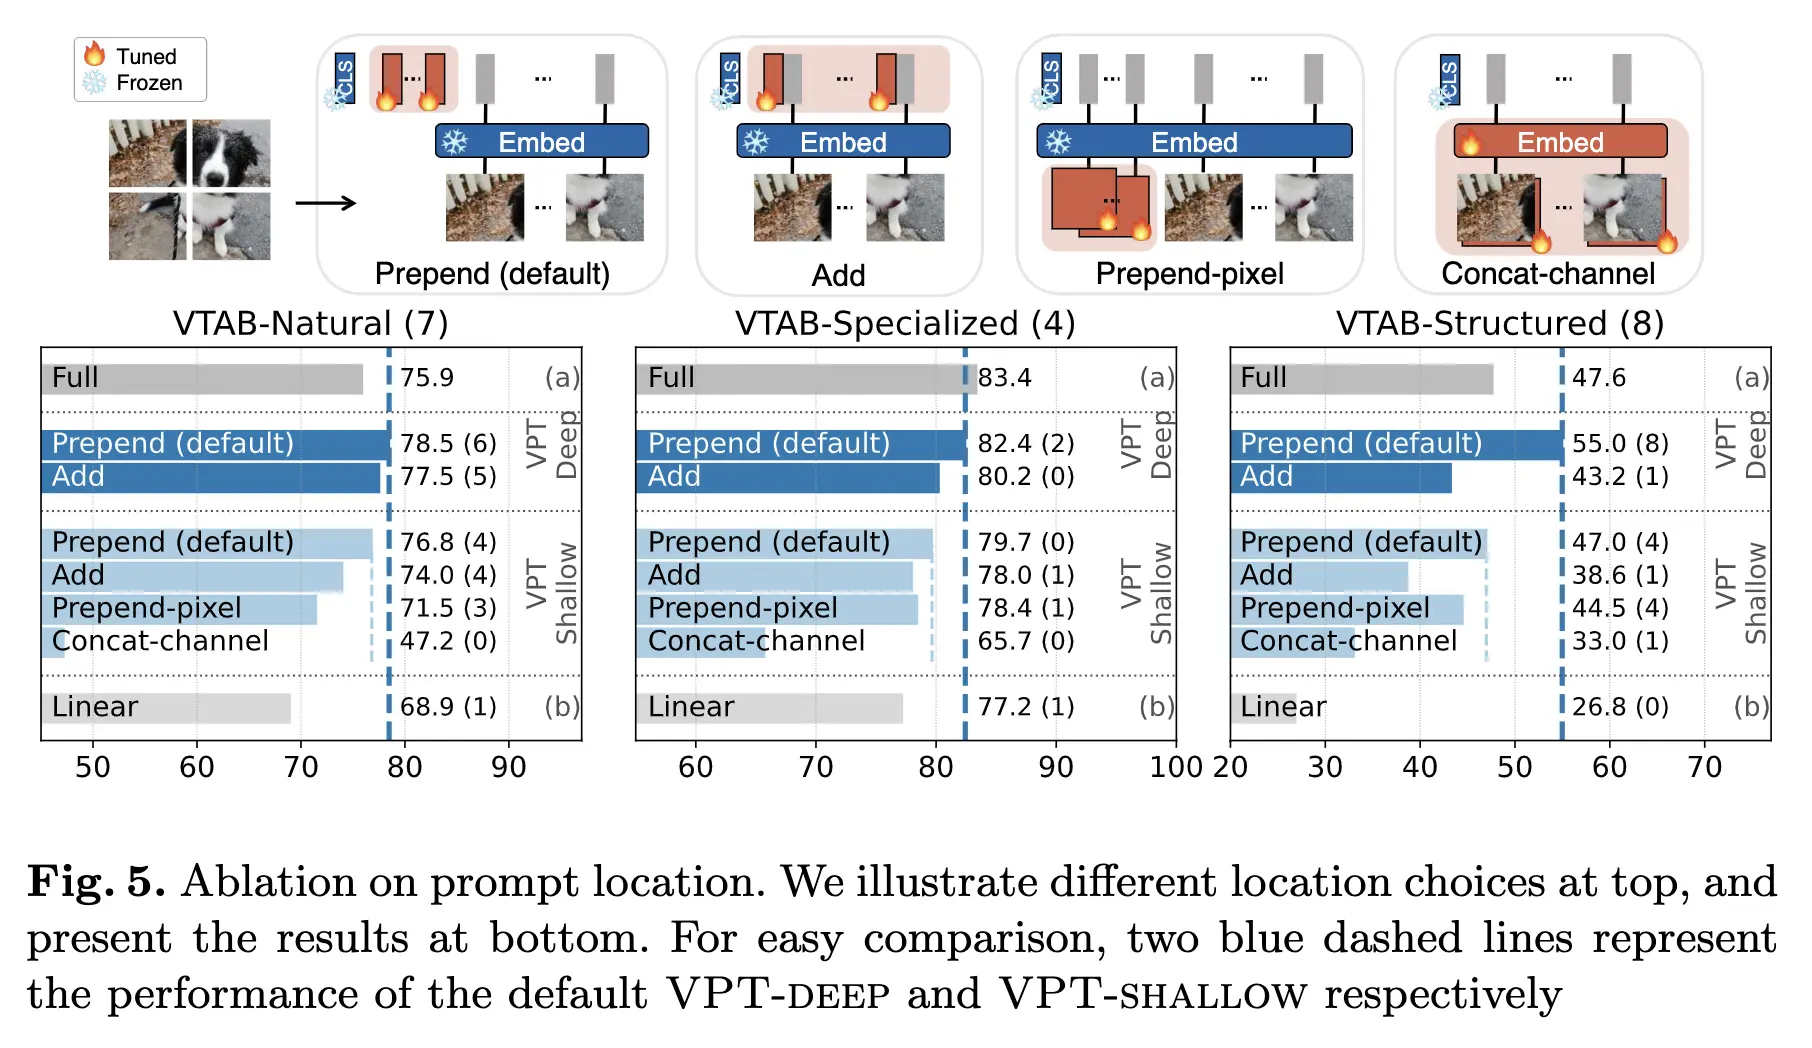 Tuned
Frozen
CLS
...
...
Embed
...
Prepend (default)
CLS
...
Embed
...
Add
CLS
...
...
Embed
...
...
Prepend-pixel
CLS
...
Embed
...
Concat-channel
VTAB-Natural (7)
Full 75.9 (a)
Prepend (default) 78.5 (6)
Add 77.5 (5)
VPT
Deep
Prepend (default) 76.8 (4)
Add 74.0 (4)
Prepend-pixel 71.5 (3)
Concat-channel 47.2 (0)
VPT
Shallow
Linear 68.9 (1) (b)
50 60 70 80 90
VTAB-Specialized (4)
Full 83.4 (a)
Prepend (default) 82.4 (2)
Add 80.2 (0)
VPT
Deep
Prepend (default) 79.7 (0)
Add 78.0 (1)
Prepend-pixel 78.4 (1)
Concat-channel 65.7 (0)
VPT
Shallow
Linear 77.2 (1) (b)
60 70 80 90 100
VTAB-Structured (8)
Full 47.6 (a)
Prepend (default) 55.0 (8)
Add 43.2 (1)
VPT
Deep
Prepend (default) 47.0 (4)
Add 38.6 (1)
Prepend-pixel 44.5 (4)
Concat-channel 33.0 (1)
VPT
Shallow
Linear 26.8 (0) (b)
20 30 40 50 60 70
Fig. 5. Ablation on prompt location. We illustrate different location choices at top, and
present the results at bottom. For easy comparison, two blue dashed lines represent
the performance of the default VPT-DEEP and VPT-SHALLOW respectively